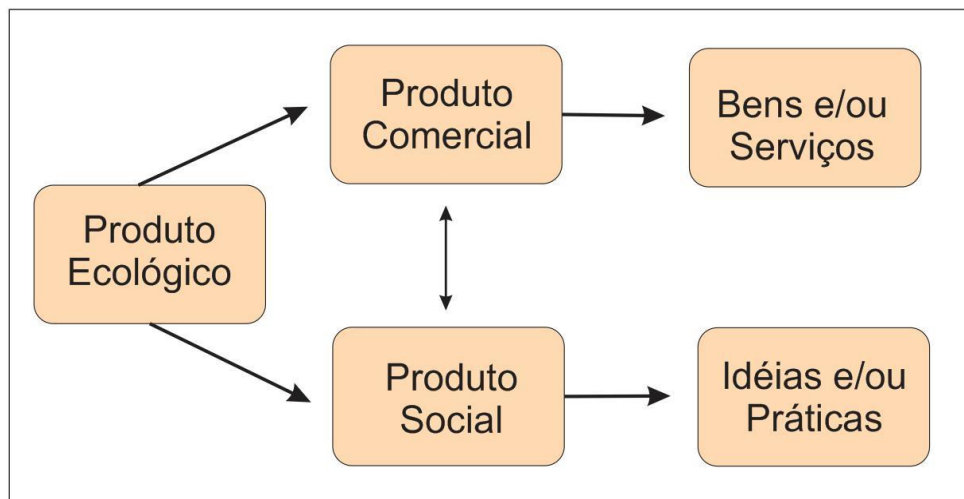 Produto
Comercial
Bens e/ou
Serviços
Produto
Ecológico
Produto
Social
Idéias e/ou
Práticas